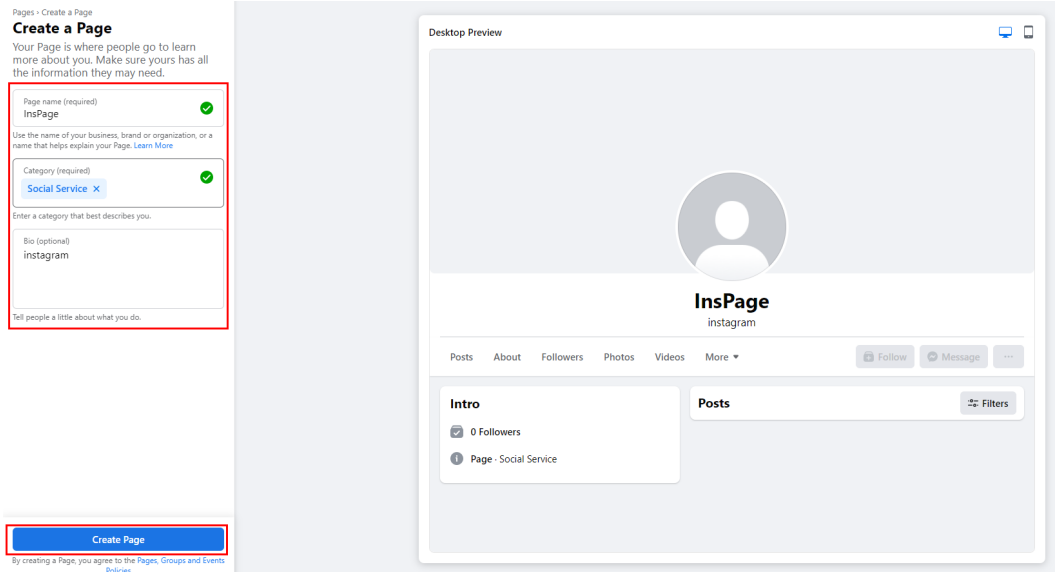 Pages › Create a Page
Create a Page
Your Page is where people go to learn
more about you. Make sure yours has all
the information they may need.
Page name (required)
InsPage
Use the name of your business, brand or organization, or a
name that helps explain your Page. Learn More
Category (required)
Social Service ×
Enter a category that best describes you.
Bio (optional)
instagram
Tell people a little about what you do.
Create Page
By creating a Page, you agree to the Pages, Groups and Events
Policies
Desktop Preview
InsPage
instagram
Posts About Followers Photos Videos More
Follow Message ...
Intro
0 Followers
Page · Social Service
Posts
Filters